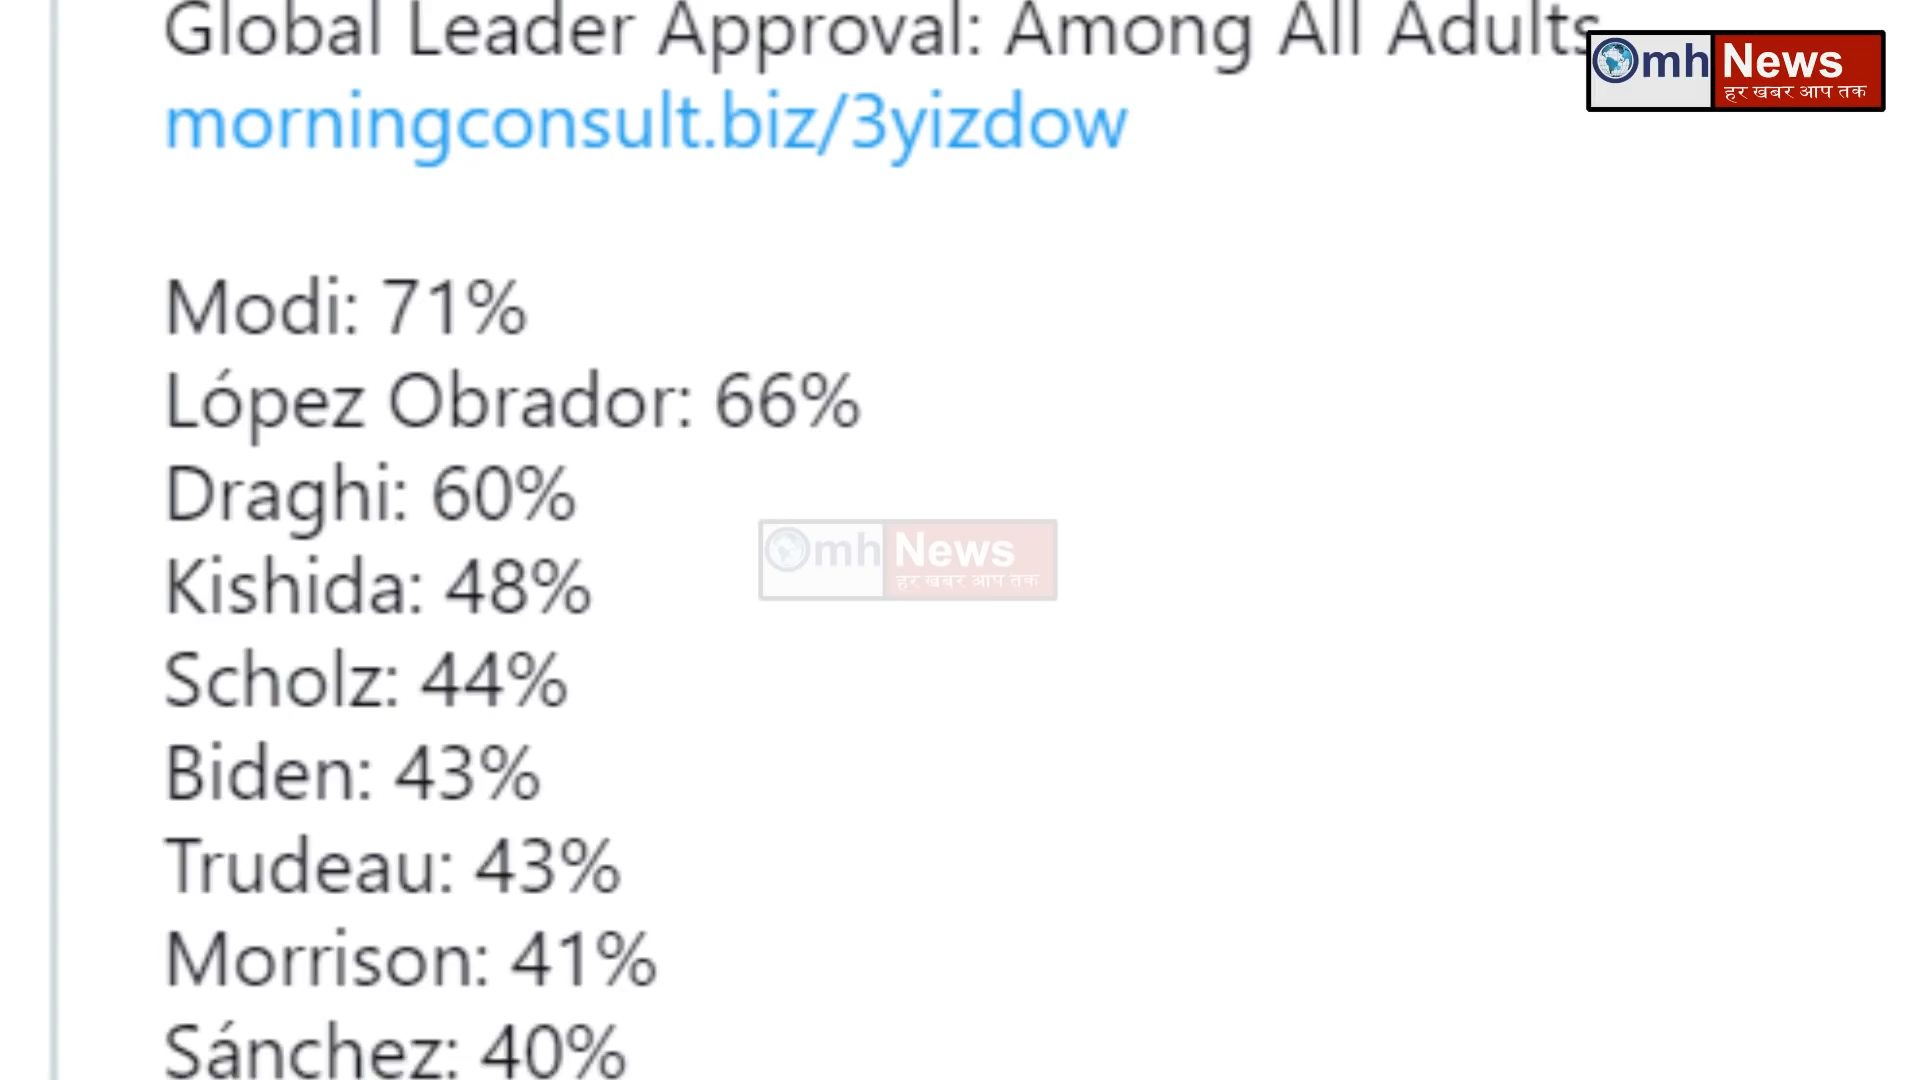 Global Leader Approval: Among All Adults
morningconsult.biz/3yizdow
Modi: 71%
López Obrador: 66%
Draghi: 60%
Kishida: 48%
Scholz: 44%
Biden: 43%
Trudeau: 43%
Morrison: 41%
Sánchez: 40%
Omh News
हर खबर आप तक
Omh News
हर खबर आप तक